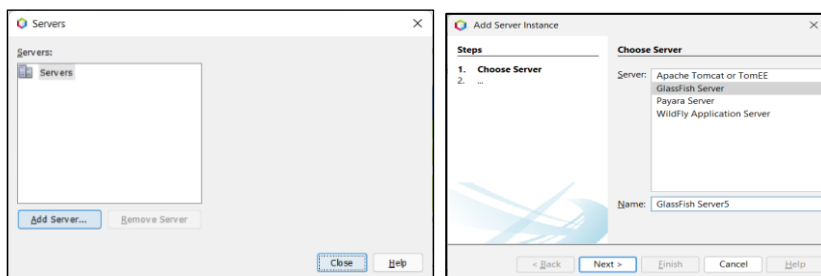 Servers
Servers:
Servers
Add Server...
Remove Server
Close
Help
Add Server Instance
Steps
1. Choose Server
2. ...
Choose Server
Server:
Apache Tomcat or TomEE
GlassFish Server
Payara Server
WildFly Application Server
Name: GlassFish Server5
< Back
Next >
Finish
Cancel
Help